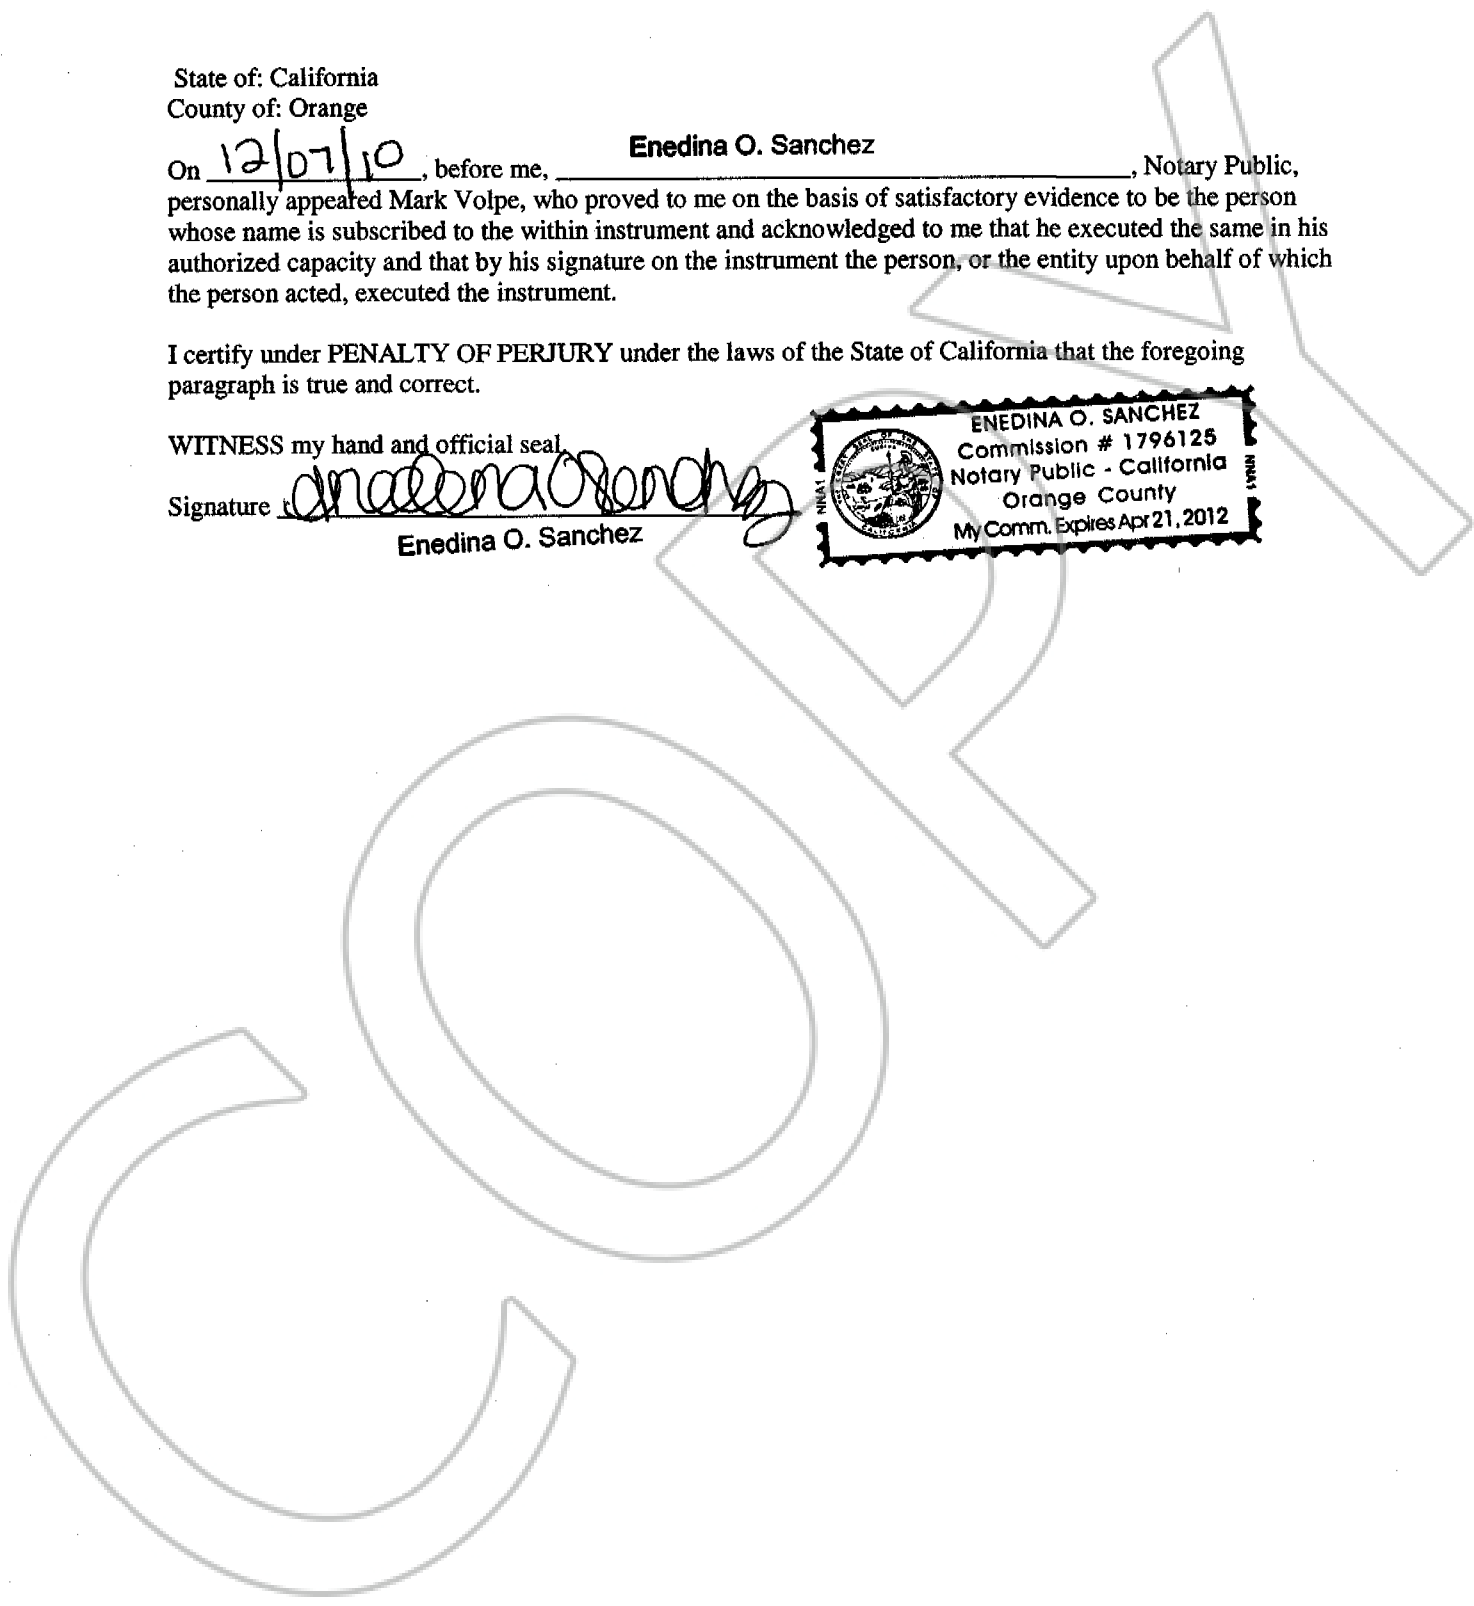 State of: California
County of: Orange
Enedina O. Sanchez
On 12/07/10, before me, , Notary Public,
personally appeared Mark Volpe, who proved to me on the basis of satisfactory evidence to be the person
whose name is subscribed to the within instrument and acknowledged to me that he executed the same in his
authorized capacity and that by his signature on the instrument the person, or the entity upon behalf of which
the person acted, executed the instrument.
I certify under PENALTY OF PERJURY under the laws of the State of California that the foregoing
paragraph is true and correct.
WITNESS my hand and official seal.
Signature
Enedina O. Sanchez
ENEDINA O. SANCHEZ
Commission # 1796125
Notary Public - California
Orange County
My Comm. Expires Apr 21, 2012
NNA1
NNA1
COPY